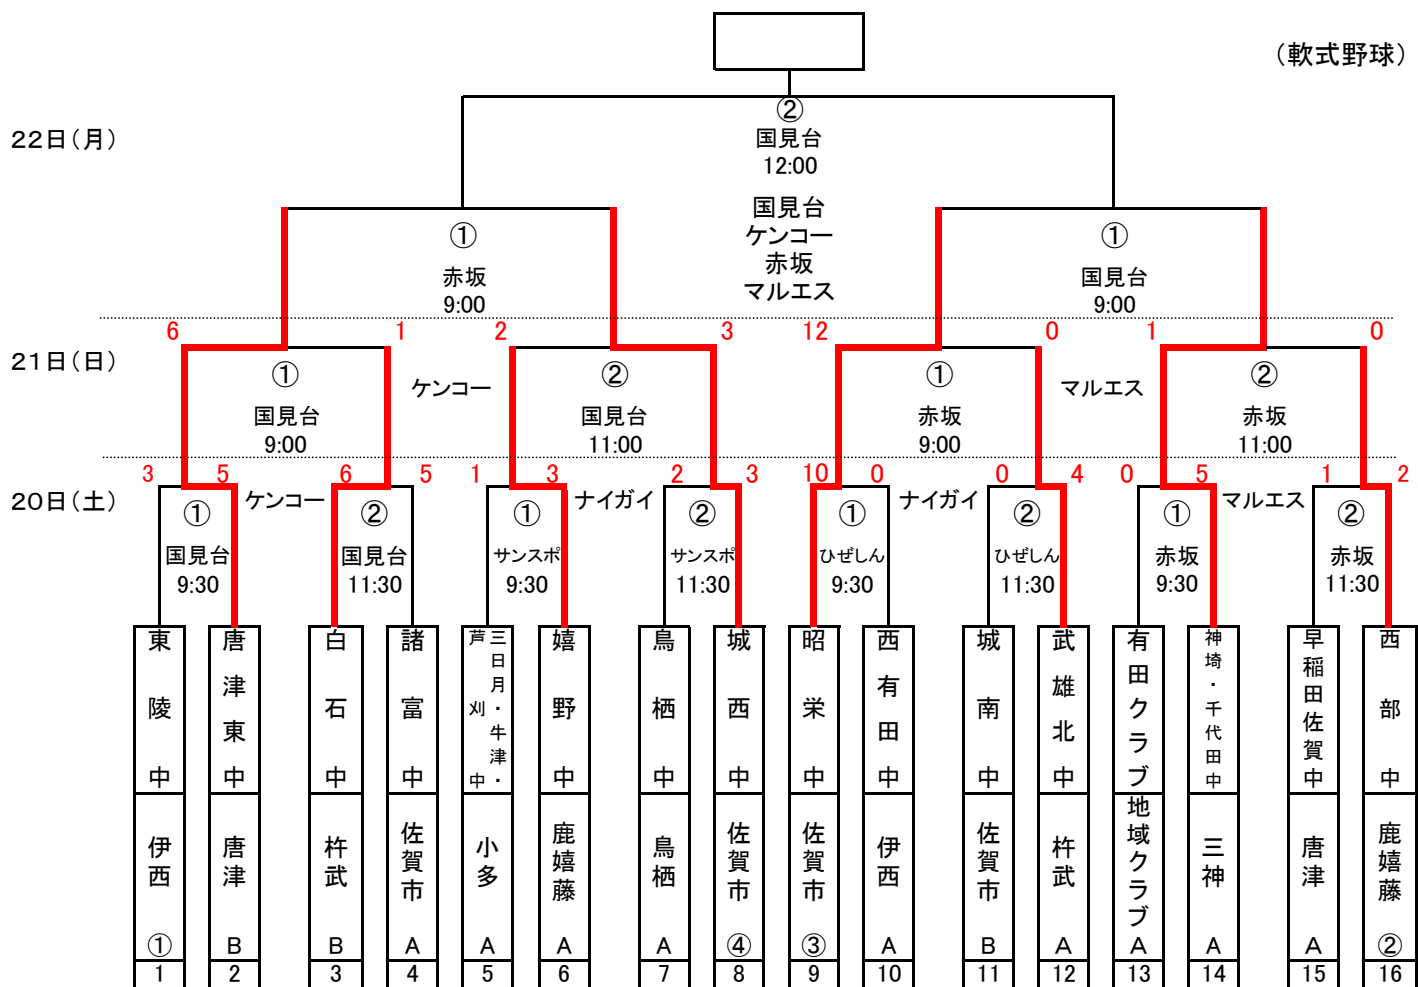 (軟式野球)
②
22日(月)
国見台
12:00
国見台
ケンコー
赤坂
マルエス
①
赤坂
9:00
①
国見台
9:00
6 1 2 3 12 0 1 0
21日(日)
①
国見台
9:00
ケンコー
②
国見台
11:00
①
赤坂
9:00
マルエス
②
赤坂
11:00
3 5 6 5 1 3 2 3 10 0 0 4 0 5 1 2
20日(土)
①
国見台
9:30
ケンコー
②
国見台
11:30
①
サンスポ
9:30
ナイガイ
②
サンスポ
11:30
①
ひぜしん
9:30
ナイガイ
②
ひぜしん
11:30
①
赤坂
9:30
マルエス
②
赤坂
11:30
東陵中
伊西
①
1
唐津東中
唐津
B
2
白石中
杵武
B
3
諸富中
佐賀市
A
4
三日月・牛津・
芦刈中
小多
A
5
嬉野中
鹿嬉藤
A
6
鳥栖中
鳥栖
A
7
城西中
佐賀市
④
8
昭栄中
佐賀市
③
9
西有田中
伊西
A
10
城南中
佐賀市
B
11
武雄北中
杵武
A
12
有田クラブ
地域クラブ
A
13
神埼・千代田中
三神
A
14
早稲田佐賀中
唐津
A
15
西部中
鹿嬉藤
②
16